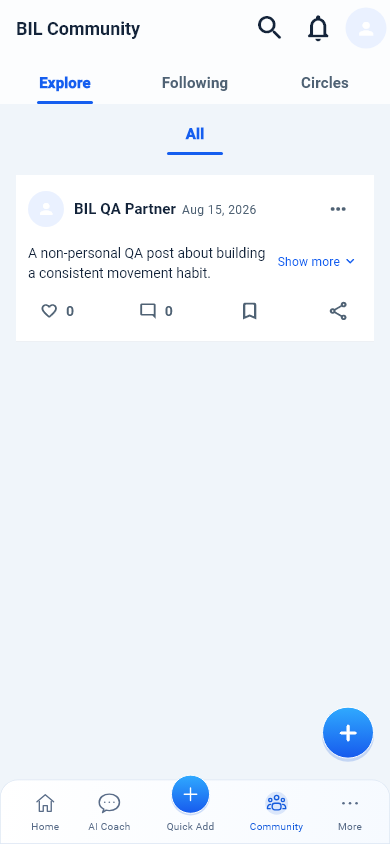 BIL Community
Explore Following Circles
All
BIL QA Partner Aug 15, 2026
A non-personal QA post about building
a consistent movement habit.
Show more
0 0
Home AI Coach Quick Add Community More